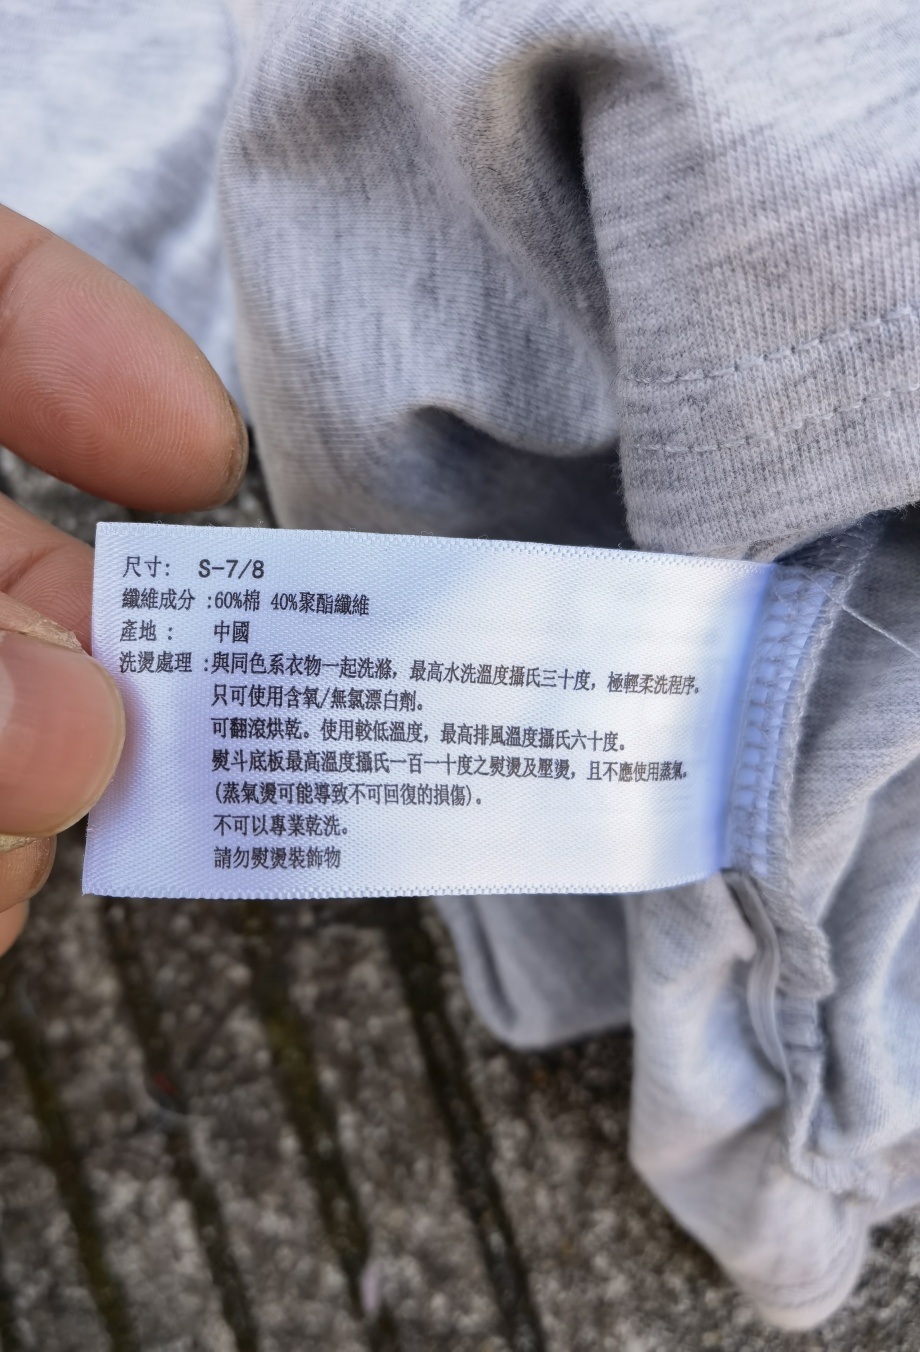 尺寸: S-7/8
纖維成分 :60%棉 40%聚酯纖維
產地 : 中國
洗燙處理 :與同色系衣物一起洗滌, 最高水洗溫度攝氏三十度, 極輕柔洗程序。
只可使用含氧/無氯漂白劑。
可翻滾烘乾。使用較低溫度, 最高排風溫度攝氏六十度。
熨斗底板最高溫度攝氏一百一十度之熨燙及壓燙, 且不應使用蒸氣。
(蒸氣燙可能導致不可回復的損傷)。
不可以專業乾洗。
請勿熨燙裝飾物